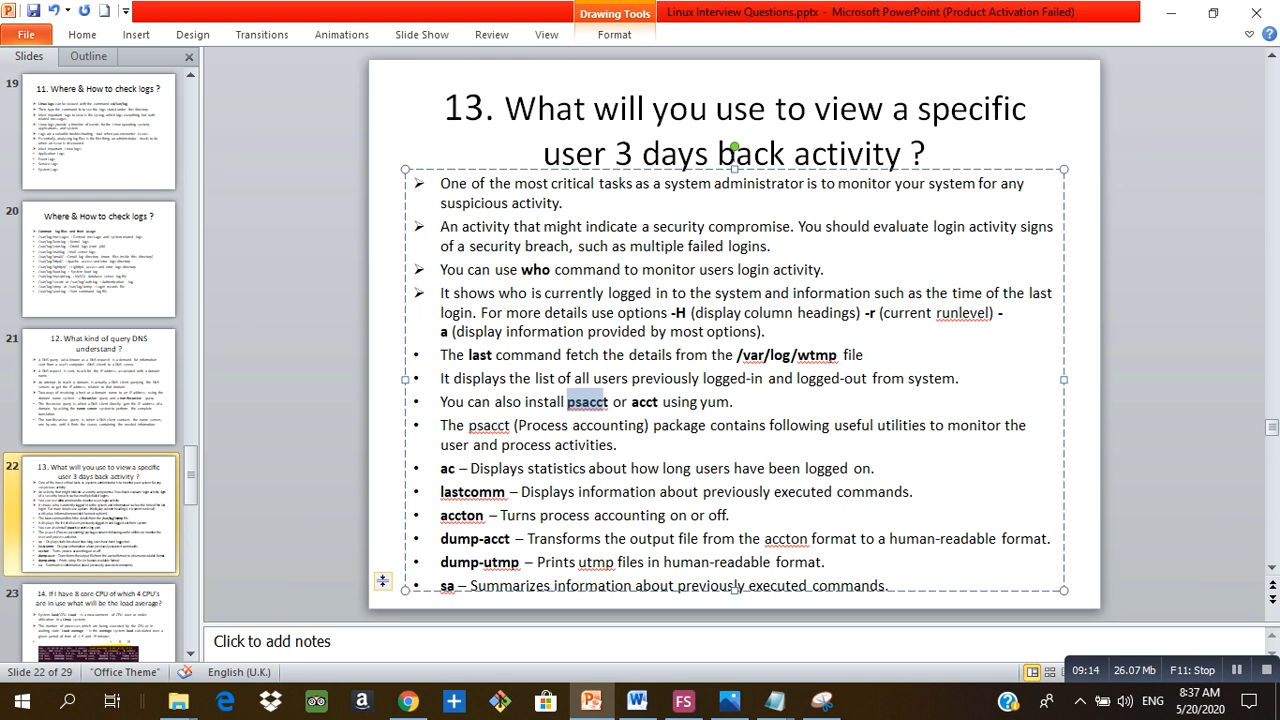 Drawing Tools
Linux Interview Questions.pptx - Microsoft PowerPoint (Product Activation Failed)
File Home Insert Design Transitions Animations Slide Show Review View Format
Slides Outline
19
11. Where & How to check logs ?
20
Where & How to check logs ?
21
12. What kind of query DNS
understand ?
22
13. What will you use to view a specific
user 3 days back activity ?
23
14. If I have 8 core CPU of which 4 CPU's
are in use what will be the load average?
13. What will you use to view a specific
user 3 days back activity ?
One of the most critical tasks as a system administrator is to monitor your system for any
suspicious activity.
An activity that might indicate a security compromise. You should evaluate login activity signs
of a security breach, such as multiple failed logins.
You can use who command to monitor users login activity.
It shows who is currently logged in to the system and information such as the time of the last
login. For more details use options -H (display column headings) -r (current runlevel) -
a (display information provided by most options).
The last command fetch the details from the /var/log/wtmp file
It displays the list of all users previously logged-in and logged-out from system.
You can also install psacct or acct using yum.
The psacct (Process accounting) package contains following useful utilities to monitor the
user and process activities.
ac – Displays statistics about how long users have been logged on.
lastcomm – Displays information about previously executed commands.
accton – Turns process accounting on or off.
dump-acct – Transforms the output file from the accton format to a human-readable format.
dump-utmp – Prints utmp files in human-readable format.
sa – Summarizes information about previously executed commands.
Click to add notes
Slide 22 of 29 "Office Theme" English (U.K.)
09:14 26.07 Mb F11: Stop
ENG
8:37 AM
5/20/2020